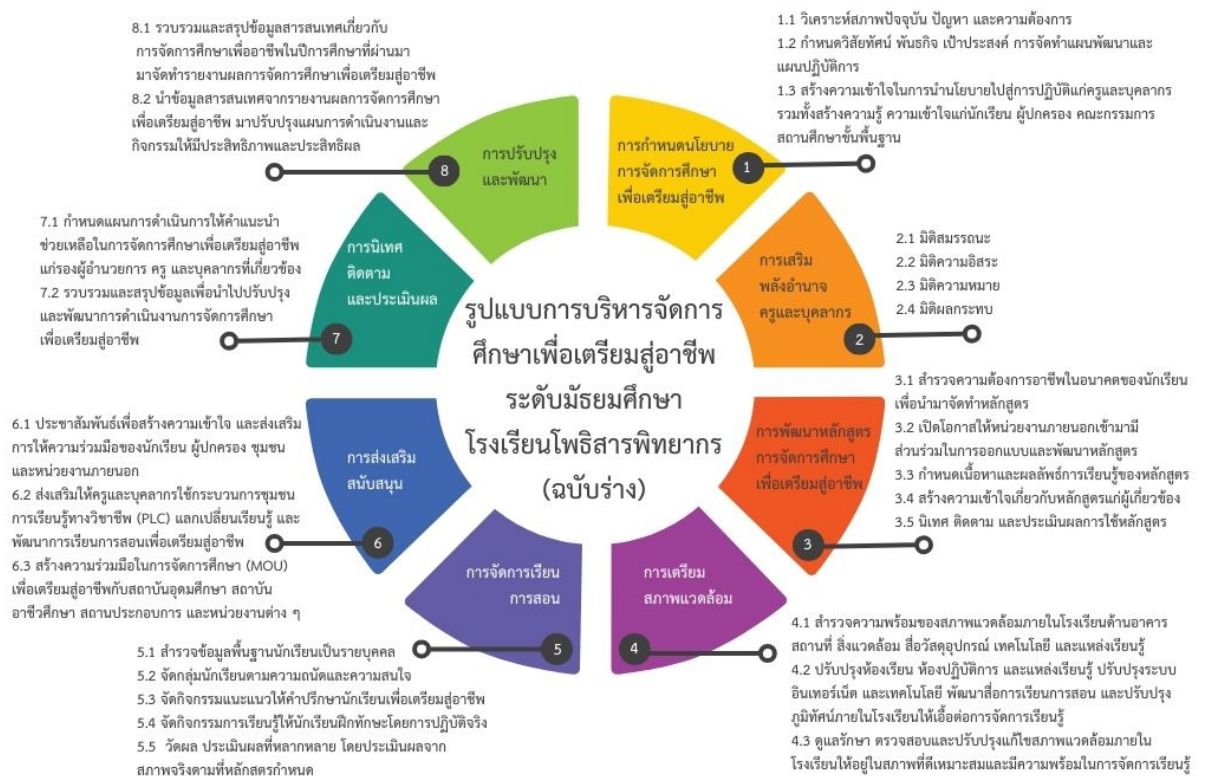 รูปแบบการบริหารจัดการ
ศึกษาเพื่อเตรียมสู่อาชีพ
ระดับมัธยมศึกษา
โรงเรียนโพธิสารพิทยากร
(ฉบับร่าง)
การกำหนดนโยบาย
การจัดการศึกษา
เพื่อเตรียมสู่อาชีพ
1
1.1 วิเคราะห์สภาพปัจจุบัน ปัญหา และความต้องการ
1.2 กำหนดวิสัยทัศน์ พันธกิจ เป้าประสงค์ การจัดทำแผนพัฒนาและ
แผนปฏิบัติการ
1.3 สร้างความเข้าใจในการนำนโยบายไปสู่การปฏิบัติแก่ครูและบุคลากร
รวมทั้งสร้างความรู้ ความเข้าใจแก่นักเรียน ผู้ปกครอง คณะกรรมการ
สถานศึกษาขั้นพื้นฐาน
การเสริม
พลังอำนาจ
ครูและบุคลากร
2
2.1 มิติสมรรถนะ
2.2 มิติความอิสระ
2.3 มิติความหมาย
2.4 มิติผลกระทบ
การพัฒนาหลักสูตร
การจัดการศึกษา
เพื่อเตรียมสู่อาชีพ
3
3.1 สำรวจความต้องการอาชีพในอนาคตของนักเรียน
เพื่อนำมาจัดทำหลักสูตร
3.2 เปิดโอกาสให้หน่วยงานภายนอกเข้ามามี
ส่วนร่วมในการออกแบบและพัฒนาหลักสูตร
3.3 กำหนดเนื้อหาและผลลัพธ์การเรียนรู้ของหลักสูตร
3.4 สร้างความเข้าใจเกี่ยวกับหลักสูตรแก่ผู้เกี่ยวข้อง
3.5 นิเทศ ติดตาม และประเมินผลการใช้หลักสูตร
การเตรียม
สภาพแวดล้อม
4
4.1 สำรวจความพร้อมของสภาพแวดล้อมภายในโรงเรียนด้านอาคาร
สถานที่ สิ่งแวดล้อม สื่อวัสดุอุปกรณ์ เทคโนโลยี และแหล่งเรียนรู้
4.2 ปรับปรุงห้องเรียน ห้องปฏิบัติการ และแหล่งเรียนรู้ ปรับปรุงระบบ
อินเทอร์เน็ต และเทคโนโลยี พัฒนาสื่อการเรียนการสอน และปรับปรุง
ภูมิทัศน์ภายในโรงเรียนให้เอื้อต่อการจัดการเรียนรู้
4.3 ดูแลรักษา ตรวจสอบและปรับปรุงแก้ไขสภาพแวดล้อมภายใน
โรงเรียนให้อยู่ในสภาพที่ดีเหมาะสมและมีความพร้อมในการจัดการเรียนรู้
การจัดการเรียน
การสอน
5
5.1 สำรวจข้อมูลพื้นฐานนักเรียนเป็นรายบุคคล
5.2 จัดกลุ่มนักเรียนตามความถนัดและความสนใจ
5.3 จัดกิจกรรมแนะแนวให้คำปรึกษานักเรียนเพื่อเตรียมสู่อาชีพ
5.4 จัดกิจกรรมการเรียนรู้ให้นักเรียนฝึกทักษะโดยการปฏิบัติจริง
5.5 วัดผล ประเมินผลที่หลากหลาย โดยประเมินผลจาก
สภาพจริงตามที่หลักสูตรกำหนด
การส่งเสริม
สนับสนุน
6
6.1 ประชาสัมพันธ์เพื่อสร้างความเข้าใจ และส่งเสริม
การให้ความร่วมมือของนักเรียน ผู้ปกครอง ชุมชน
และหน่วยงานภายนอก
6.2 ส่งเสริมให้ครูและบุคลากรใช้กระบวนการชุมชน
การเรียนรู้ทางวิชาชีพ (PLC) แลกเปลี่ยนเรียนรู้ และ
พัฒนาการเรียนการสอนเพื่อเตรียมสู่อาชีพ
6.3 สร้างความร่วมมือในการจัดการศึกษา (MOU)
เพื่อเตรียมสู่อาชีพกับสถาบันอุดมศึกษา สถาบัน
อาชีวศึกษา สถานประกอบการ และหน่วยงานต่าง ๆ
การนิเทศ
ติดตาม
และประเมินผล
7
7.1 กำหนดแผนการดำเนินการให้คำแนะนำ
ช่วยเหลือในการจัดการศึกษาเพื่อเตรียมสู่อาชีพ
แก่รองผู้อำนวยการ ครู และบุคลากรที่เกี่ยวข้อง
7.2 รวบรวมและสรุปข้อมูลเพื่อนำไปปรับปรุง
และพัฒนาการดำเนินงานการจัดการศึกษา
เพื่อเตรียมสู่อาชีพ
การปรับปรุง
และพัฒนา
8
8.1 รวบรวมและสรุปข้อมูลสารสนเทศเกี่ยวกับ
การจัดการศึกษาเพื่ออาชีพในปีการศึกษาที่ผ่านมา
มาจัดทำรายงานผลการจัดการศึกษาเพื่อเตรียมสู่อาชีพ
8.2 นำข้อมูลสารสนเทศจากรายงานผลการจัดการศึกษา
เพื่อเตรียมสู่อาชีพ มาปรับปรุงแผนการดำเนินงานและ
กิจกรรมให้มีประสิทธิภาพและประสิทธิผล